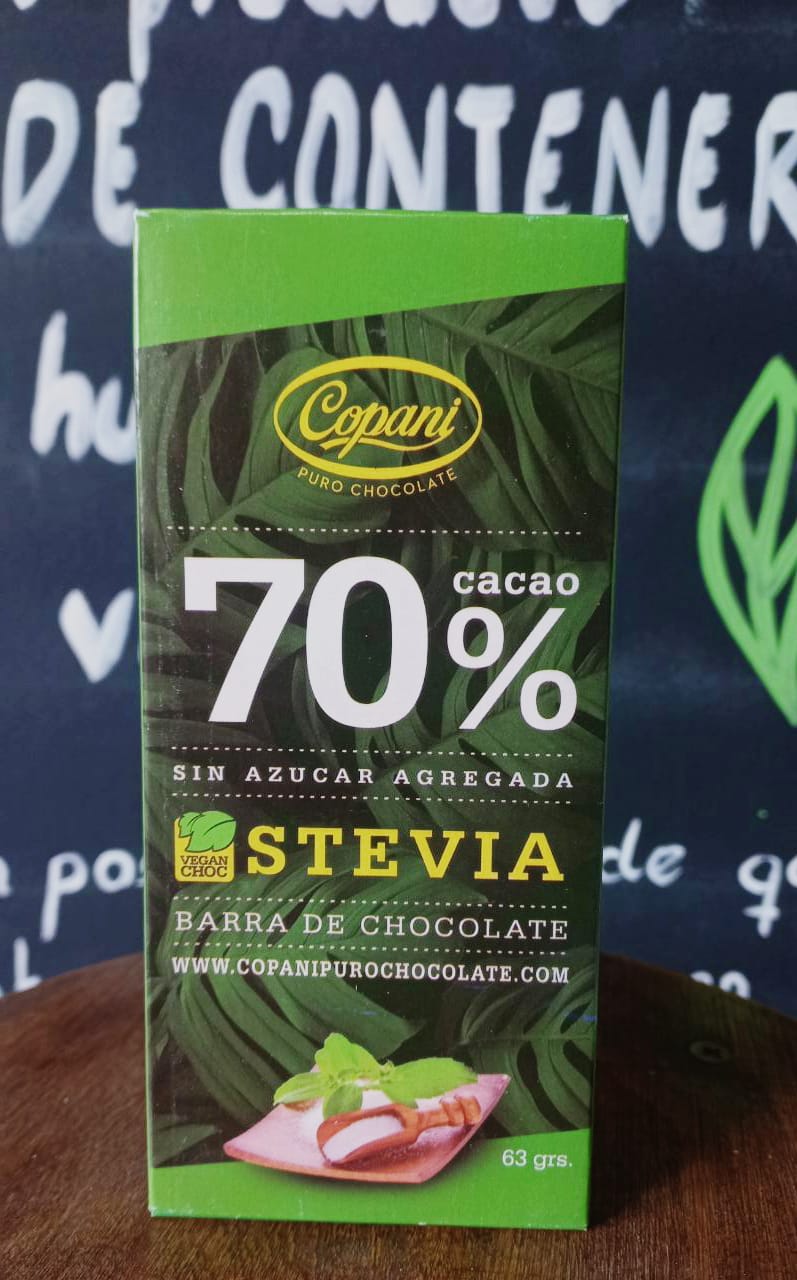 DE CONTENER
Copani
PURO CHOCOLATE
70% cacao
SIN AZUCAR AGREGADA
VEGAN
CHOC
STEVIA
BARRA DE CHOCOLATE
WWW.COPANIPUROCHOCOLATE.COM
63 grs.
de